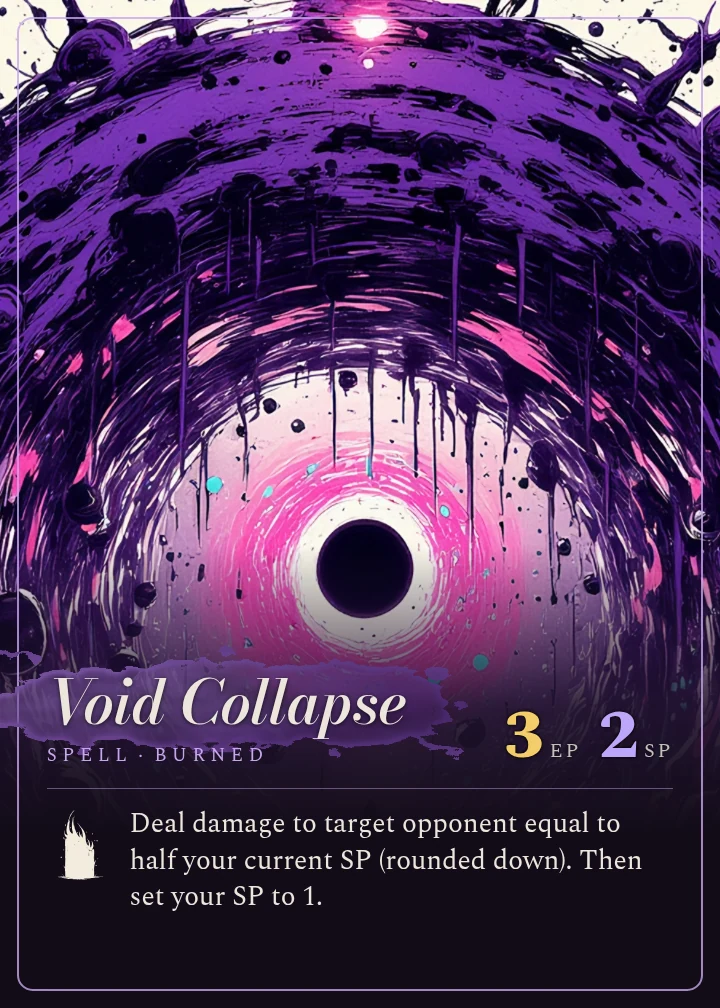 Void Collapse
SPELL · BURNED
3 EP 2 SP
Deal damage to target opponent equal to
half your current SP (rounded down). Then
set your SP to 1.